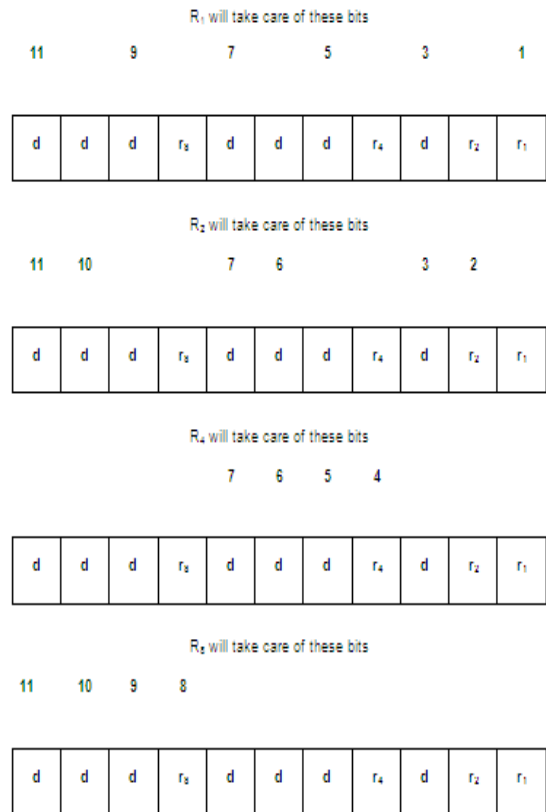 R₁ will take care of these bits
11 9 7 5 3 1
d d d r₈ d d d r₄ d r₂ r₁
R₂ will take care of these bits
11 10 7 6 3 2
d d d r₈ d d d r₄ d r₂ r₁
R₄ will take care of these bits
7 6 5 4
d d d r₈ d d d r₄ d r₂ r₁
R₈ will take care of these bits
11 10 9 8
d d d r₈ d d d r₄ d r₂ r₁